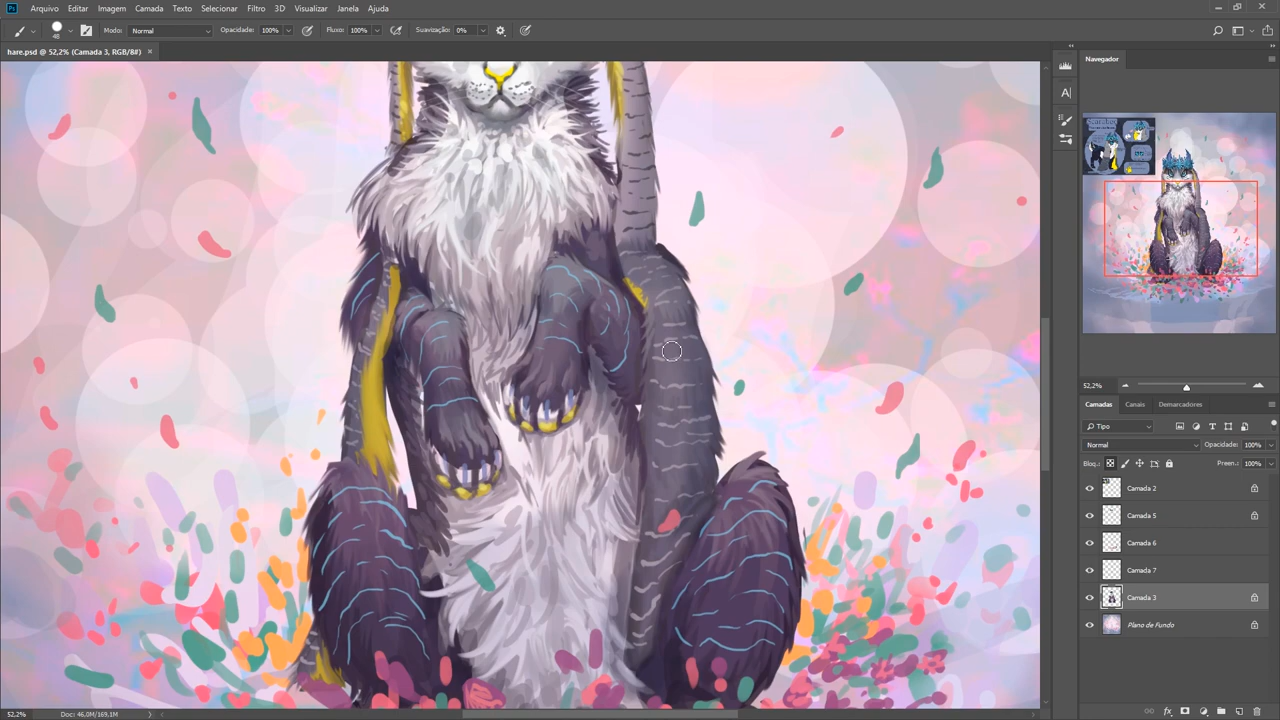 Ps Arquivo Editar Imagem Camada Texto Selecionar Filtro 3D Visualizar Janela Ajuda
48 Modo: Normal Opacidade: 100% Fluxo: 100% Suavização: 0%
hare.psd @ 52,2% (Camada 3, RGB/8#) ×
Navegador
52,2%
Camadas Canais Demarcadores
Tipo
Normal Opacidade: 100%
Bloq.: Preen.: 100%
Camada 2
Camada 5
Camada 6
Camada 7
Camada 3
Plano de Fundo
52,2% Doc: 46,0M/169,1M